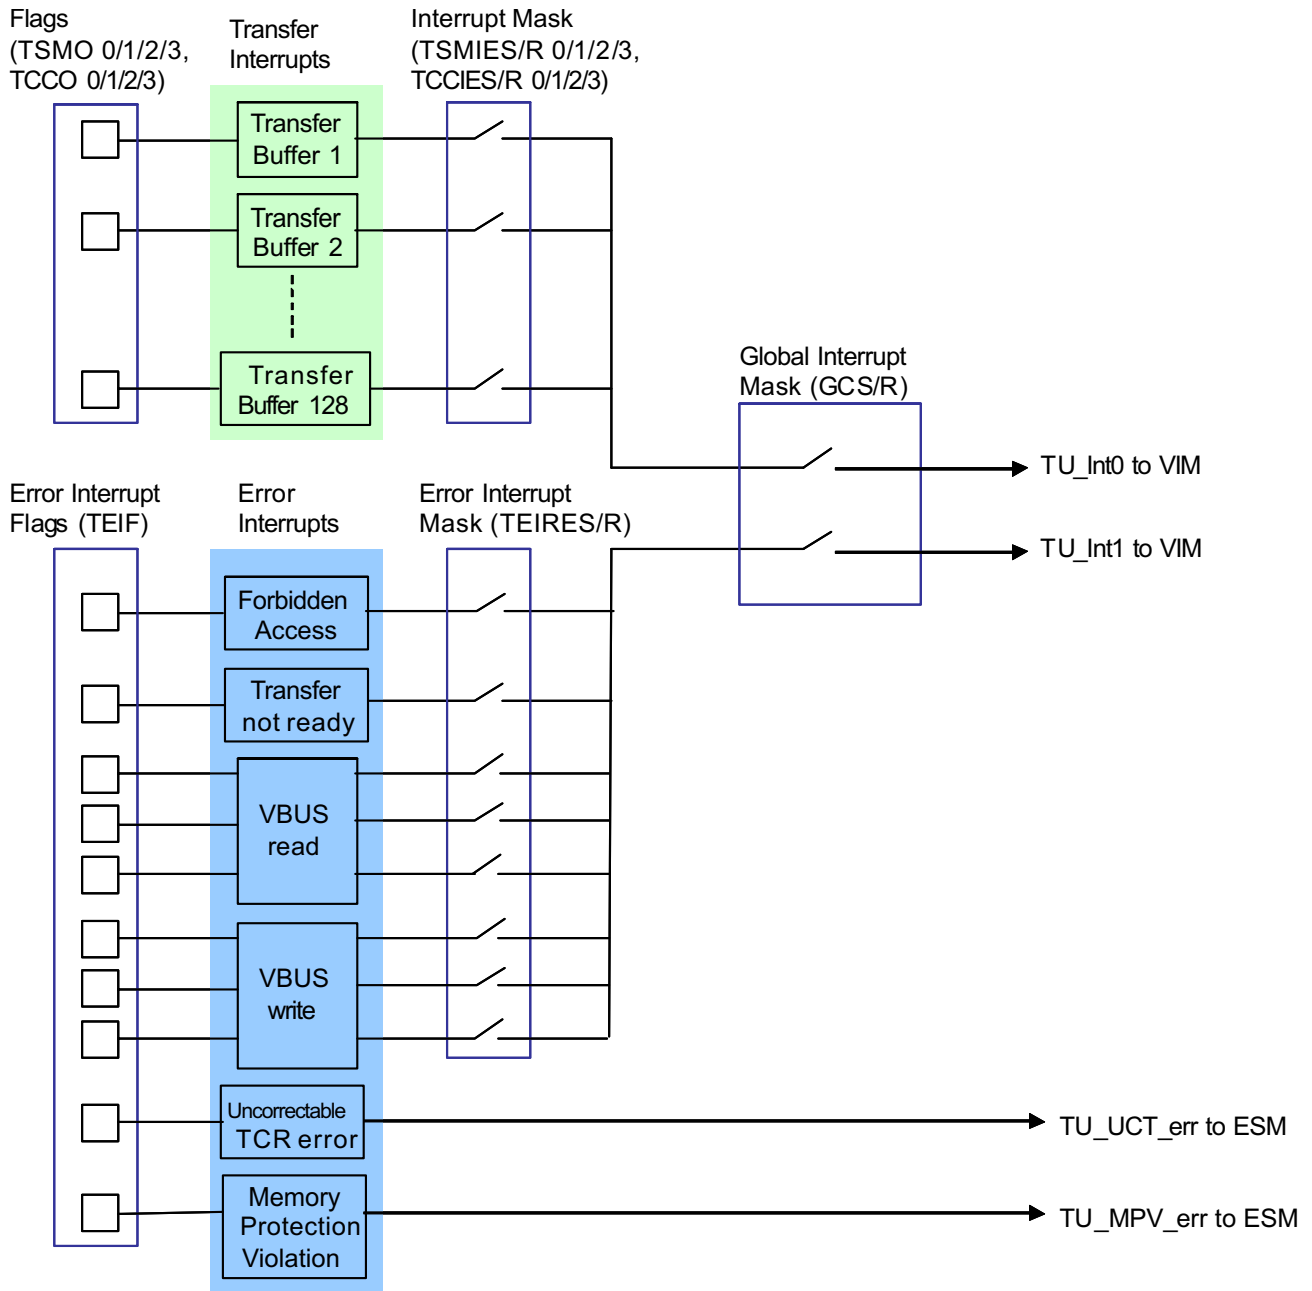 Flags
(TSMO 0/1/2/3,
TCCO 0/1/2/3)
Transfer
Interrupts
Interrupt Mask
(TSMIES/R 0/1/2/3,
TCCIES/R 0/1/2/3)
Transfer
Buffer 1
Transfer
Buffer 2
Transfer
Buffer 128
Global Interrupt
Mask (GCS/R)
TU_Int0 to VIM
TU_Int1 to VIM
Error Interrupt
Flags (TEIF)
Error
Interrupts
Error Interrupt
Mask (TEIRES/R)
Forbidden
Access
Transfer
not ready
VBUS
read
VBUS
write
Uncorrectable
TCR error
TU_UCT_err to ESM
Memory
Protection
Violation
TU_MPV_err to ESM